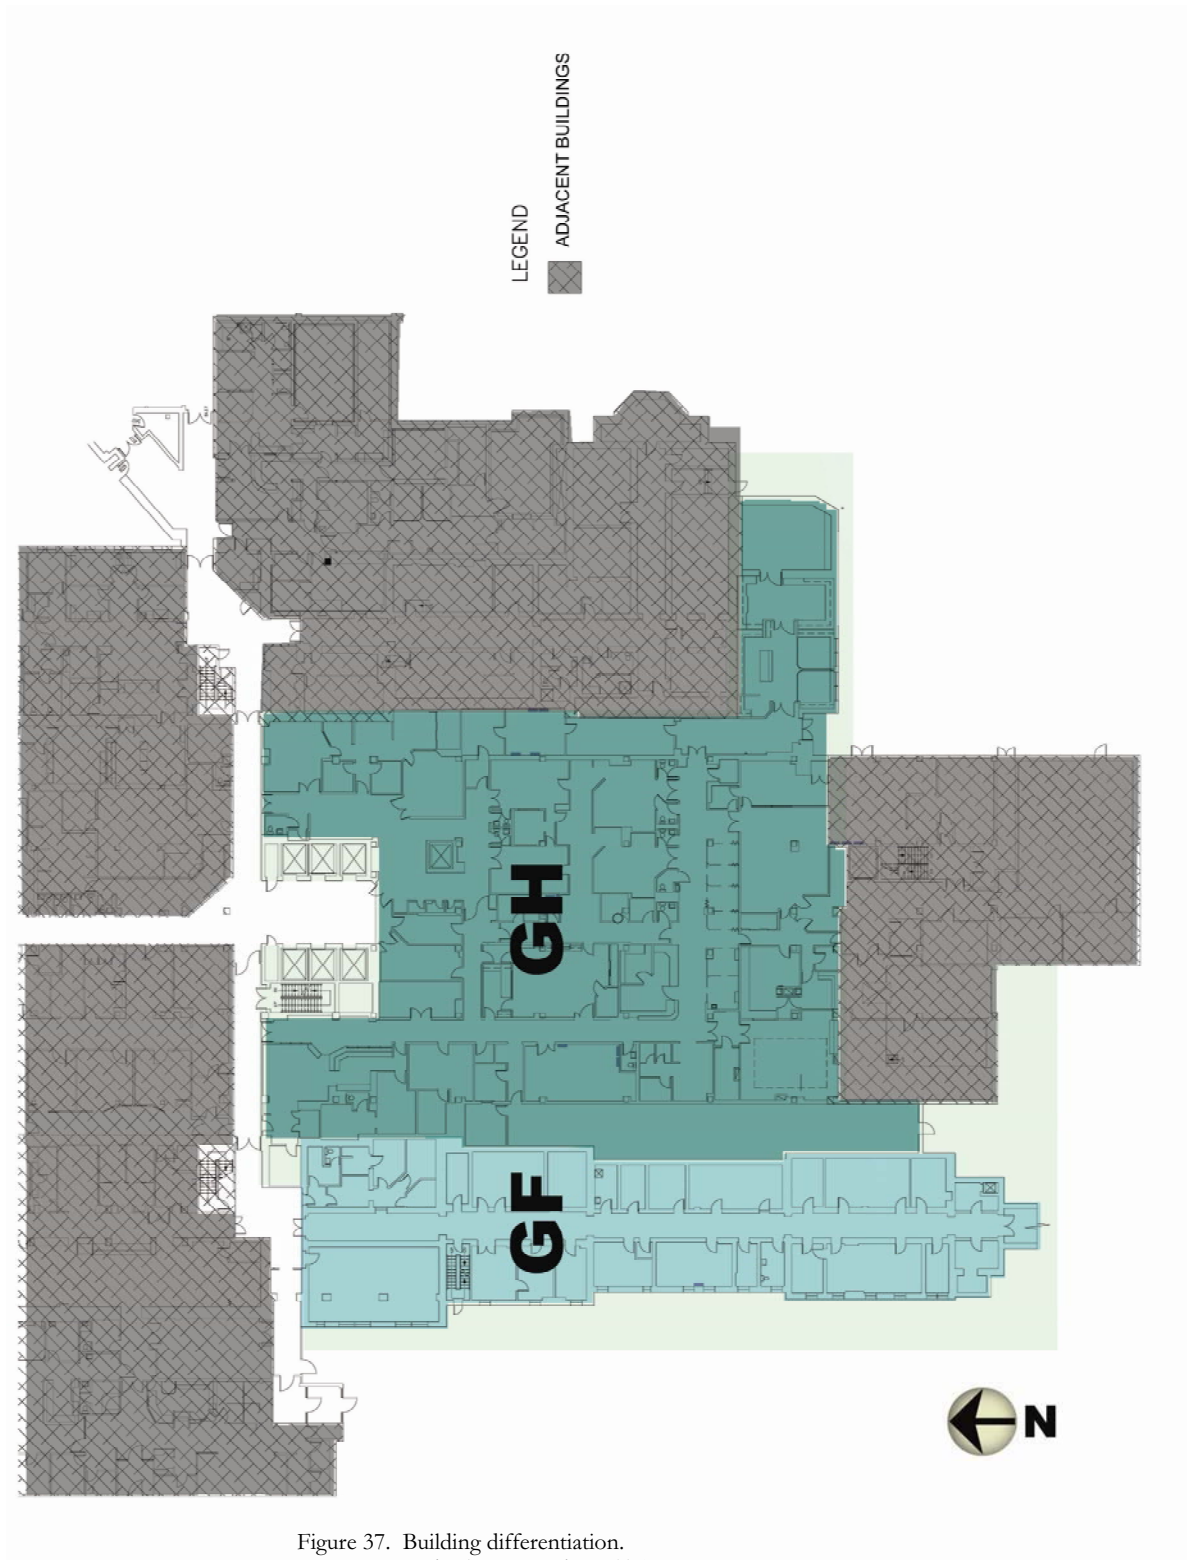 LEGEND
ADJACENT BUILDINGS
GH
GF
N
Figure 37. Building differentiation.